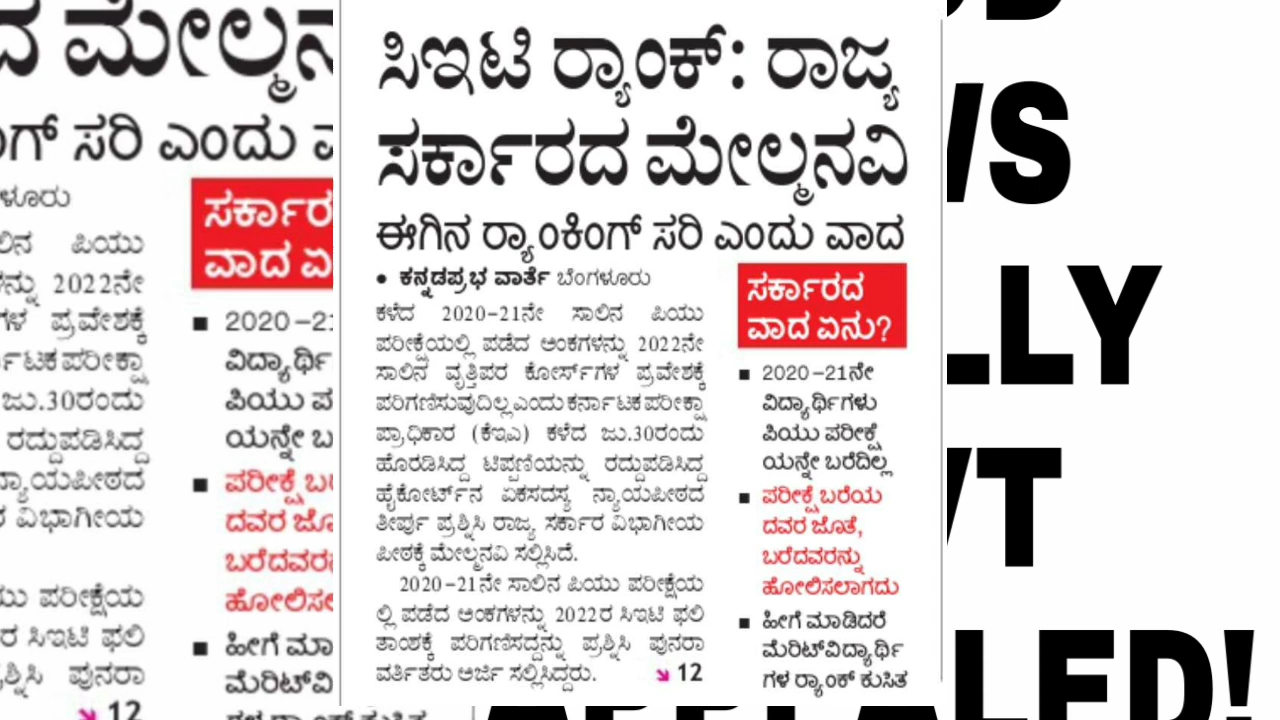 ಸಿಇಟಿ ರ‍್ಯಾಂಕ್: ರಾಜ್ಯ
ಸರ್ಕಾರದ ಮೇಲ್ಮನವಿ
ಈಗಿನ ರ‍್ಯಾಂಕಿಂಗ್ ಸರಿ ಎಂದು ವಾದ
• ಕನ್ನಡಪ್ರಭ ವಾರ್ತೆ ಬೆಂಗಳೂರು
ಕಳೆದ 2020-21ನೇ ಸಾಲಿನ ಪಿಯು
ಪರೀಕ್ಷೆಯಲ್ಲಿ ಪಡೆದ ಅಂಕಗಳನ್ನು 2022ನೇ
ಸಾಲಿನ ವೃತ್ತಿಪರ ಕೋರ್ಸ್‌ಗಳ ಪ್ರವೇಶಕ್ಕೆ
ಪರಿಗಣಿಸುವುದಿಲ್ಲ ಎಂದು ಕರ್ನಾಟಕ ಪರೀಕ್ಷಾ
ಪ್ರಾಧಿಕಾರ (ಕೆಇಎ) ಕಳೆದ ಜು.30ರಂದು
ಹೊರಡಿಸಿದ್ದ ಟಿಪ್ಪಣಿಯನ್ನು ರದ್ದುಪಡಿಸಿದ್ದ
ಹೈಕೋರ್ಟ್‌ನ ಏಕಸದಸ್ಯ ನ್ಯಾಯಪೀಠದ
ತೀರ್ಪು ಪ್ರಶ್ನಿಸಿ ರಾಜ್ಯ ಸರ್ಕಾರ ವಿಭಾಗೀಯ
ಪೀಠಕ್ಕೆ ಮೇಲ್ಮನವಿ ಸಲ್ಲಿಸಿದೆ.
2020-21ನೇ ಸಾಲಿನ ಪಿಯು ಪರೀಕ್ಷೆಯ
ಲ್ಲಿ ಪಡೆದ ಅಂಕಗಳನ್ನು 2022ರ ಸಿಇಟಿ ಫಲಿ
ತಾಂಶಕ್ಕೆ ಪರಿಗಣಿಸದ್ದನ್ನು ಪ್ರಶ್ನಿಸಿ ಪುನರಾ
ವರ್ತಿತರು ಅರ್ಜಿ ಸಲ್ಲಿಸಿದ್ದರು. 12
ಸರ್ಕಾರದ
ವಾದ ಏನು?
■ 2020-21ನೇ
ವಿದ್ಯಾರ್ಥಿಗಳು
ಪಿಯು ಪರೀಕ್ಷೆ
ಯನ್ನೇ ಬರೆದಿಲ್ಲ
■ ಪರೀಕ್ಷೆ ಬರೆಯ
ದವರ ಜೊತೆ,
ಬರೆದವರನ್ನು
ಹೋಲಿಸಲಾಗದು
■ ಹೀಗೆ ಮಾಡಿದರೆ
ಮೆರಿಟ್‌ ವಿದ್ಯಾರ್ಥಿ
ಗಳ ರ‍್ಯಾಂಕ್ ಕುಸಿತ